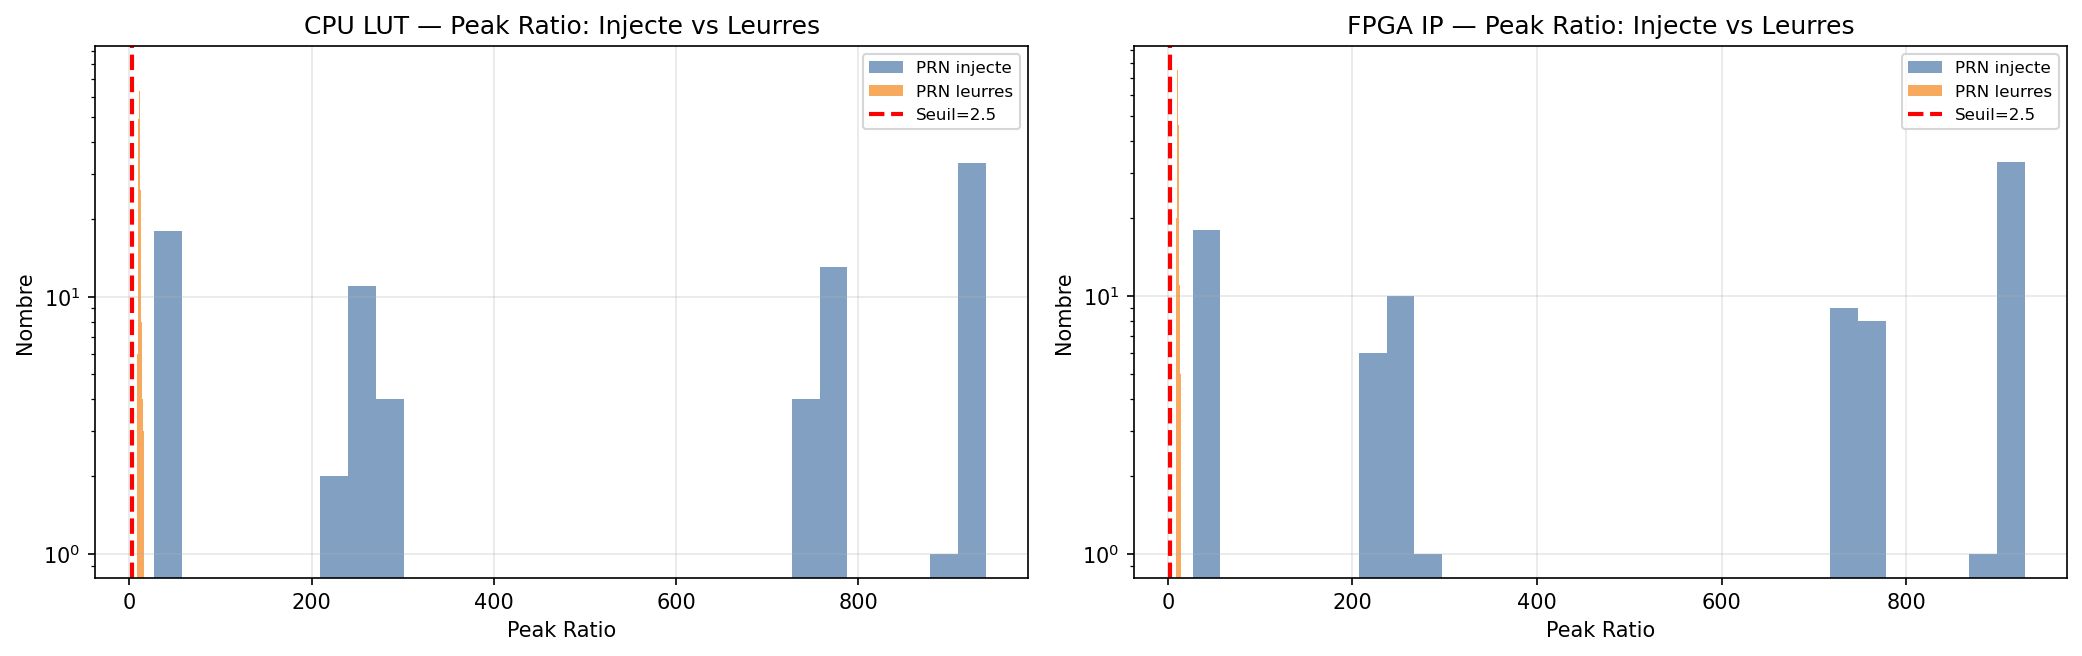 CPU LUT — Peak Ratio: Injecte vs Leurres
PRN injecte
PRN leurres
Seuil=2.5
Nombre
10¹
10⁰
0 200 400 600 800
Peak Ratio
FPGA IP — Peak Ratio: Injecte vs Leurres
PRN injecte
PRN leurres
Seuil=2.5
Nombre
10¹
10⁰
0 200 400 600 800
Peak Ratio